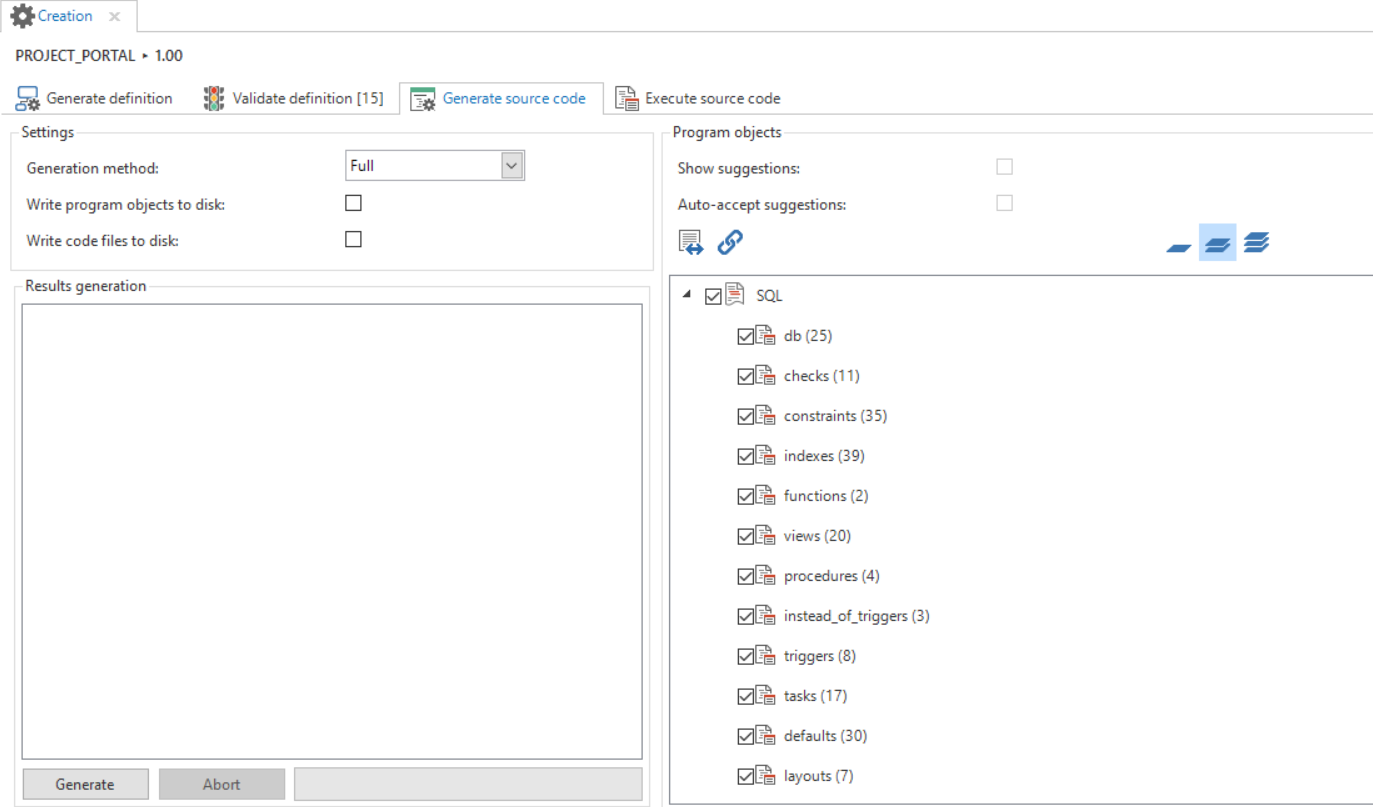 Creation
PROJECT_PORTAL ▸ 1.00
Generate definition
Validate definition [15]
Generate source code
Execute source code
Settings
Generation method:
Full
Write program objects to disk:
Write code files to disk:
Results generation
Generate
Abort
Program objects
Show suggestions:
Auto-accept suggestions:
SQL
db (25)
checks (11)
constraints (35)
indexes (39)
functions (2)
views (20)
procedures (4)
instead_of_triggers (3)
triggers (8)
tasks (17)
defaults (30)
layouts (7)